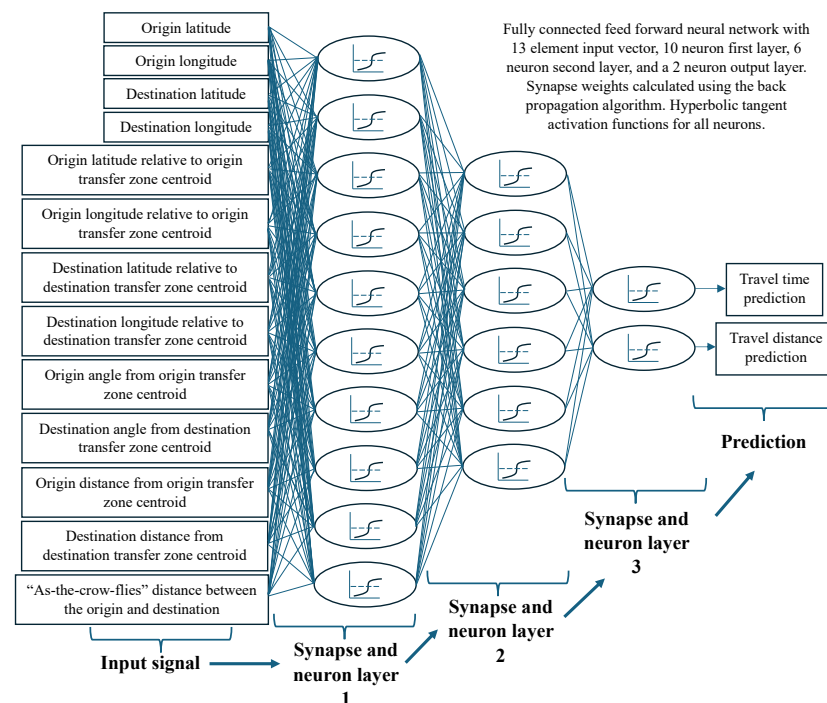 Origin latitude
Origin longitude
Destination latitude
Destination longitude
Origin latitude relative to origin
transfer zone centroid
Origin longitude relative to origin
transfer zone centroid
Destination latitude relative to
destination transfer zone centroid
Destination longitude relative to
destination transfer zone centroid
Origin angle from origin transfer
zone centroid
Destination angle from destination
transfer zone centroid
Origin distance from origin transfer
zone centroid
Destination distance from
destination transfer zone centroid
“As-the-crow-flies” distance between
the origin and destination
Fully connected feed forward neural network with
13 element input vector, 10 neuron first layer, 6
neuron second layer, and a 2 neuron output layer.
Synapse weights calculated using the back
propagation algorithm. Hyperbolic tangent
activation functions for all neurons.
Travel time
prediction
Travel distance
prediction
Input signal
Synapse and
neuron layer
1
Synapse and
neuron layer
2
Synapse and
neuron layer
3
Prediction